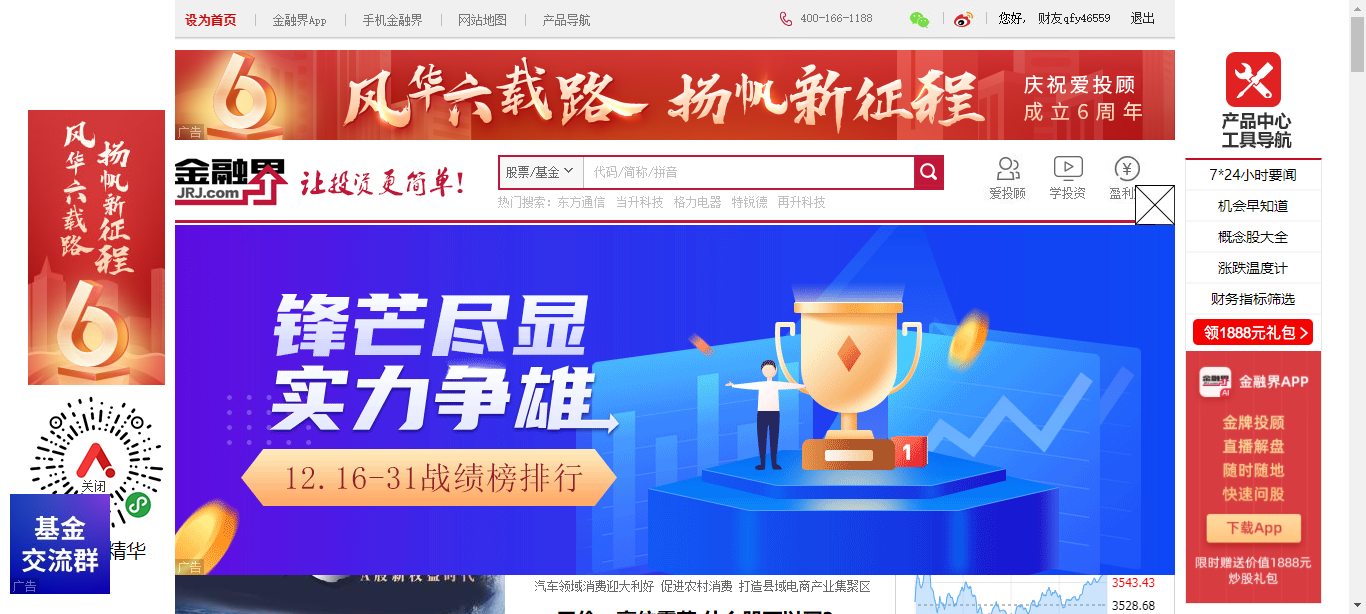 设为首页 金融界App 手机金融界 网站地图 产品导航 400-166-1188 您好, 财友qfy46559 退出
风华六载路 扬帆新征程
庆祝爱投顾
成立6周年
广告
扬帆新征程
风华六载路
金融界
JRJ.com
让投资更简单!
股票/基金 代码/简称/拼音
热门搜索: 东方通信 当升科技 格力电器 特锐德 再升科技
爱投顾 学投资 盈利
产品中心
工具导航
7*24小时要闻
机会早知道
概念股大全
涨跌温度计
财务指标筛选
领1888元礼包
金融界
AI
金融界APP
金牌投顾
直播解盘
随时随地
快速问股
下载App
限时赠送价值1888元
炒股礼包
锋芒尽显
实力争雄
12.16-31战绩榜排行
1
广告
关闭
基金
交流群
精华
广告
A股新权益时代
汽车领域消费迎大利好 促进农村消费 打造县域电商产业集聚区
3543.43
3528.68